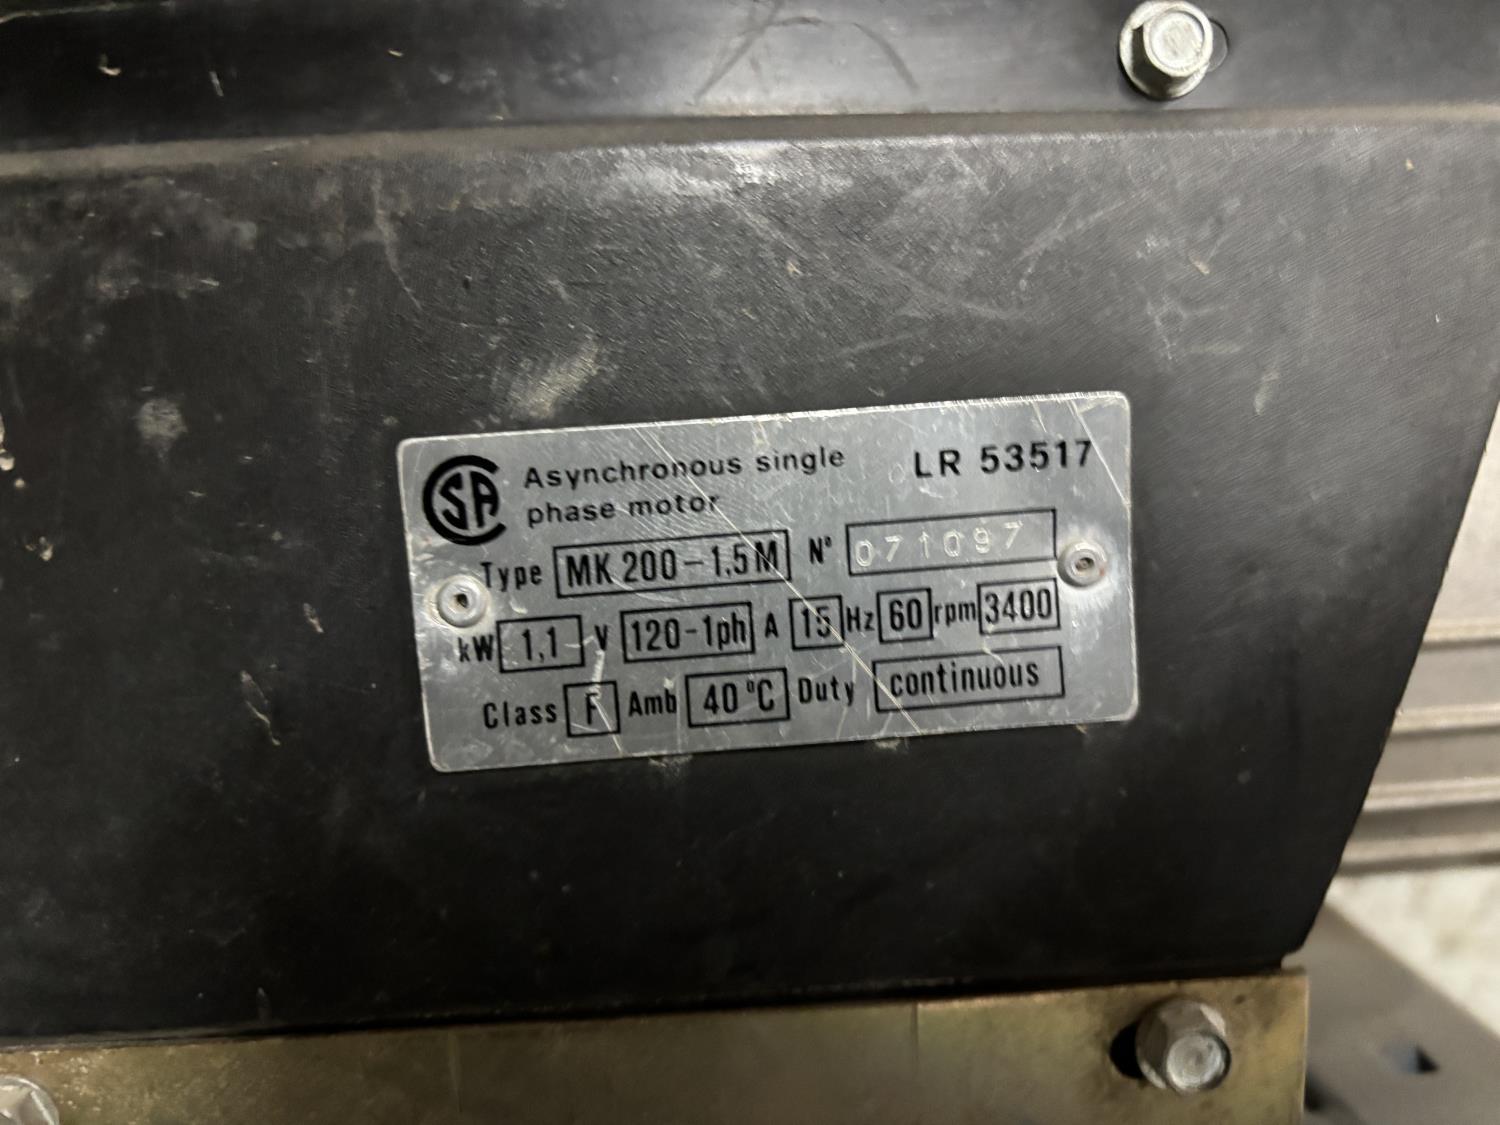 CSA Asynchronous single LR 53517
phase motor
Type MK 200-1,5M N° 071097
kW 1,1 V 120-1ph A 15 Hz 60 rpm 3400
Class F Amb 40°C Duty continuous